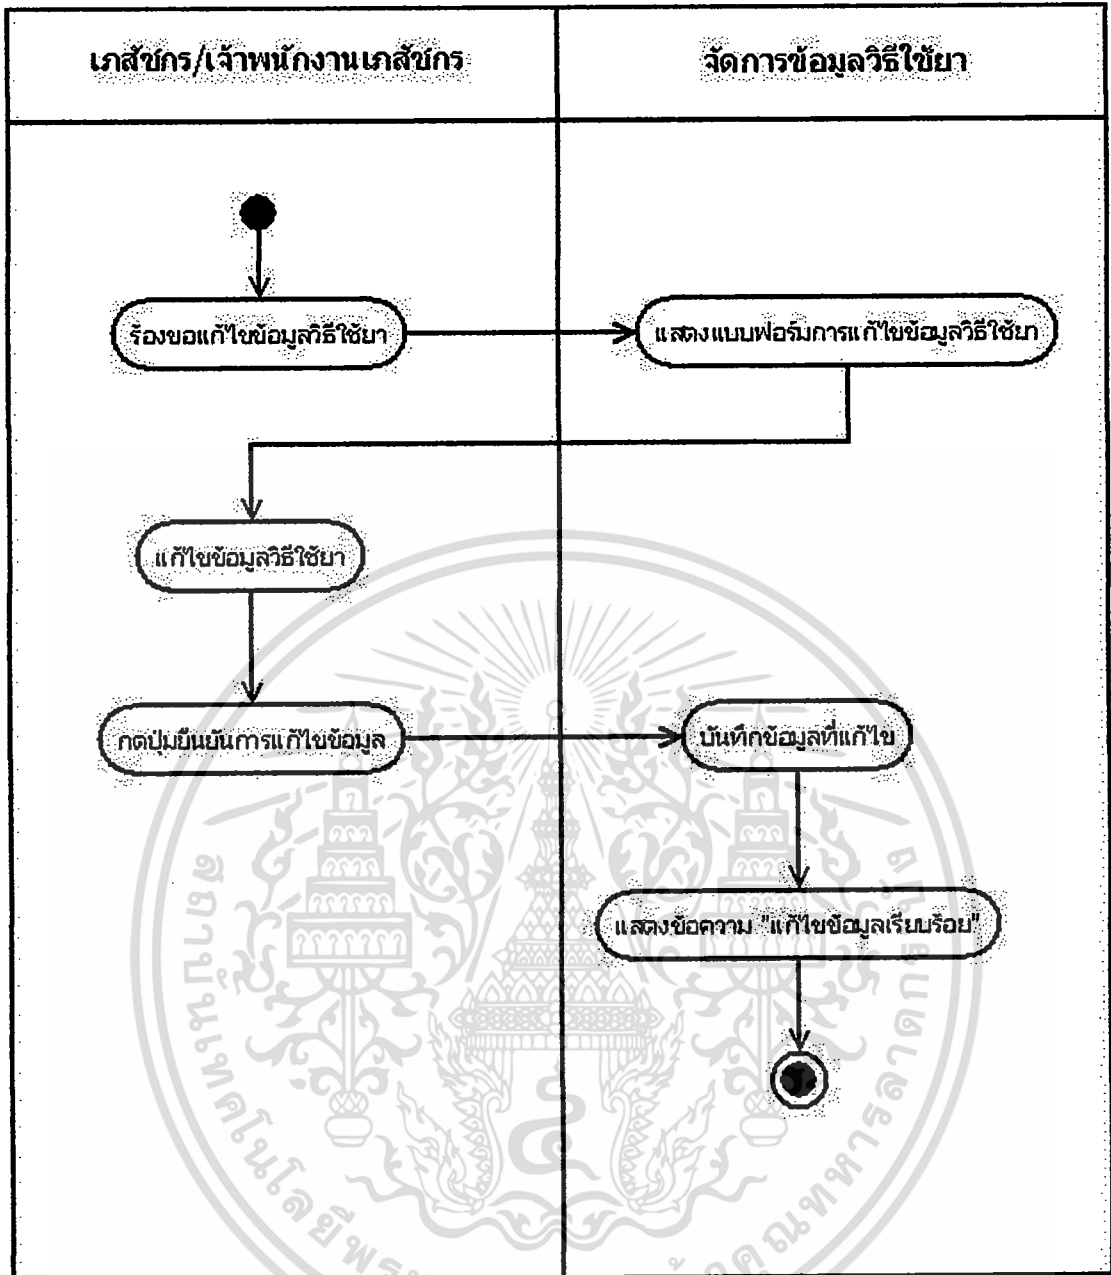 เภสัชกร/เจ้าพนักงานเภสัชกร
จัดการข้อมูลวิธีใช้ยา
ร้องขอแก้ไขข้อมูลวิธีใช้ยา
แสดงแบบฟอร์มการแก้ไขข้อมูลวิธีใช้ยา
แก้ไขข้อมูลวิธีใช้ยา
กดปุ่มยืนยันการแก้ไขข้อมูล
บันทึกข้อมูลที่แก้ไข
แสดงข้อความ "แก้ไขข้อมูลเรียบร้อย"